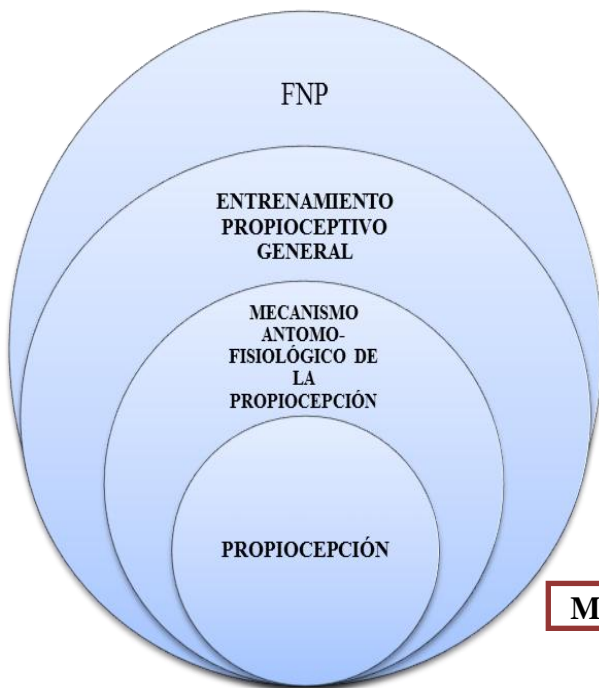 FNP
ENTRENAMIENTO
PROPIOCEPTIVO
GENERAL
MECANISMO
ANTOMO-
FISIOLÓGICO DE
LA
PROPIOCEPCIÓN
PROPIOCEPCIÓN
M